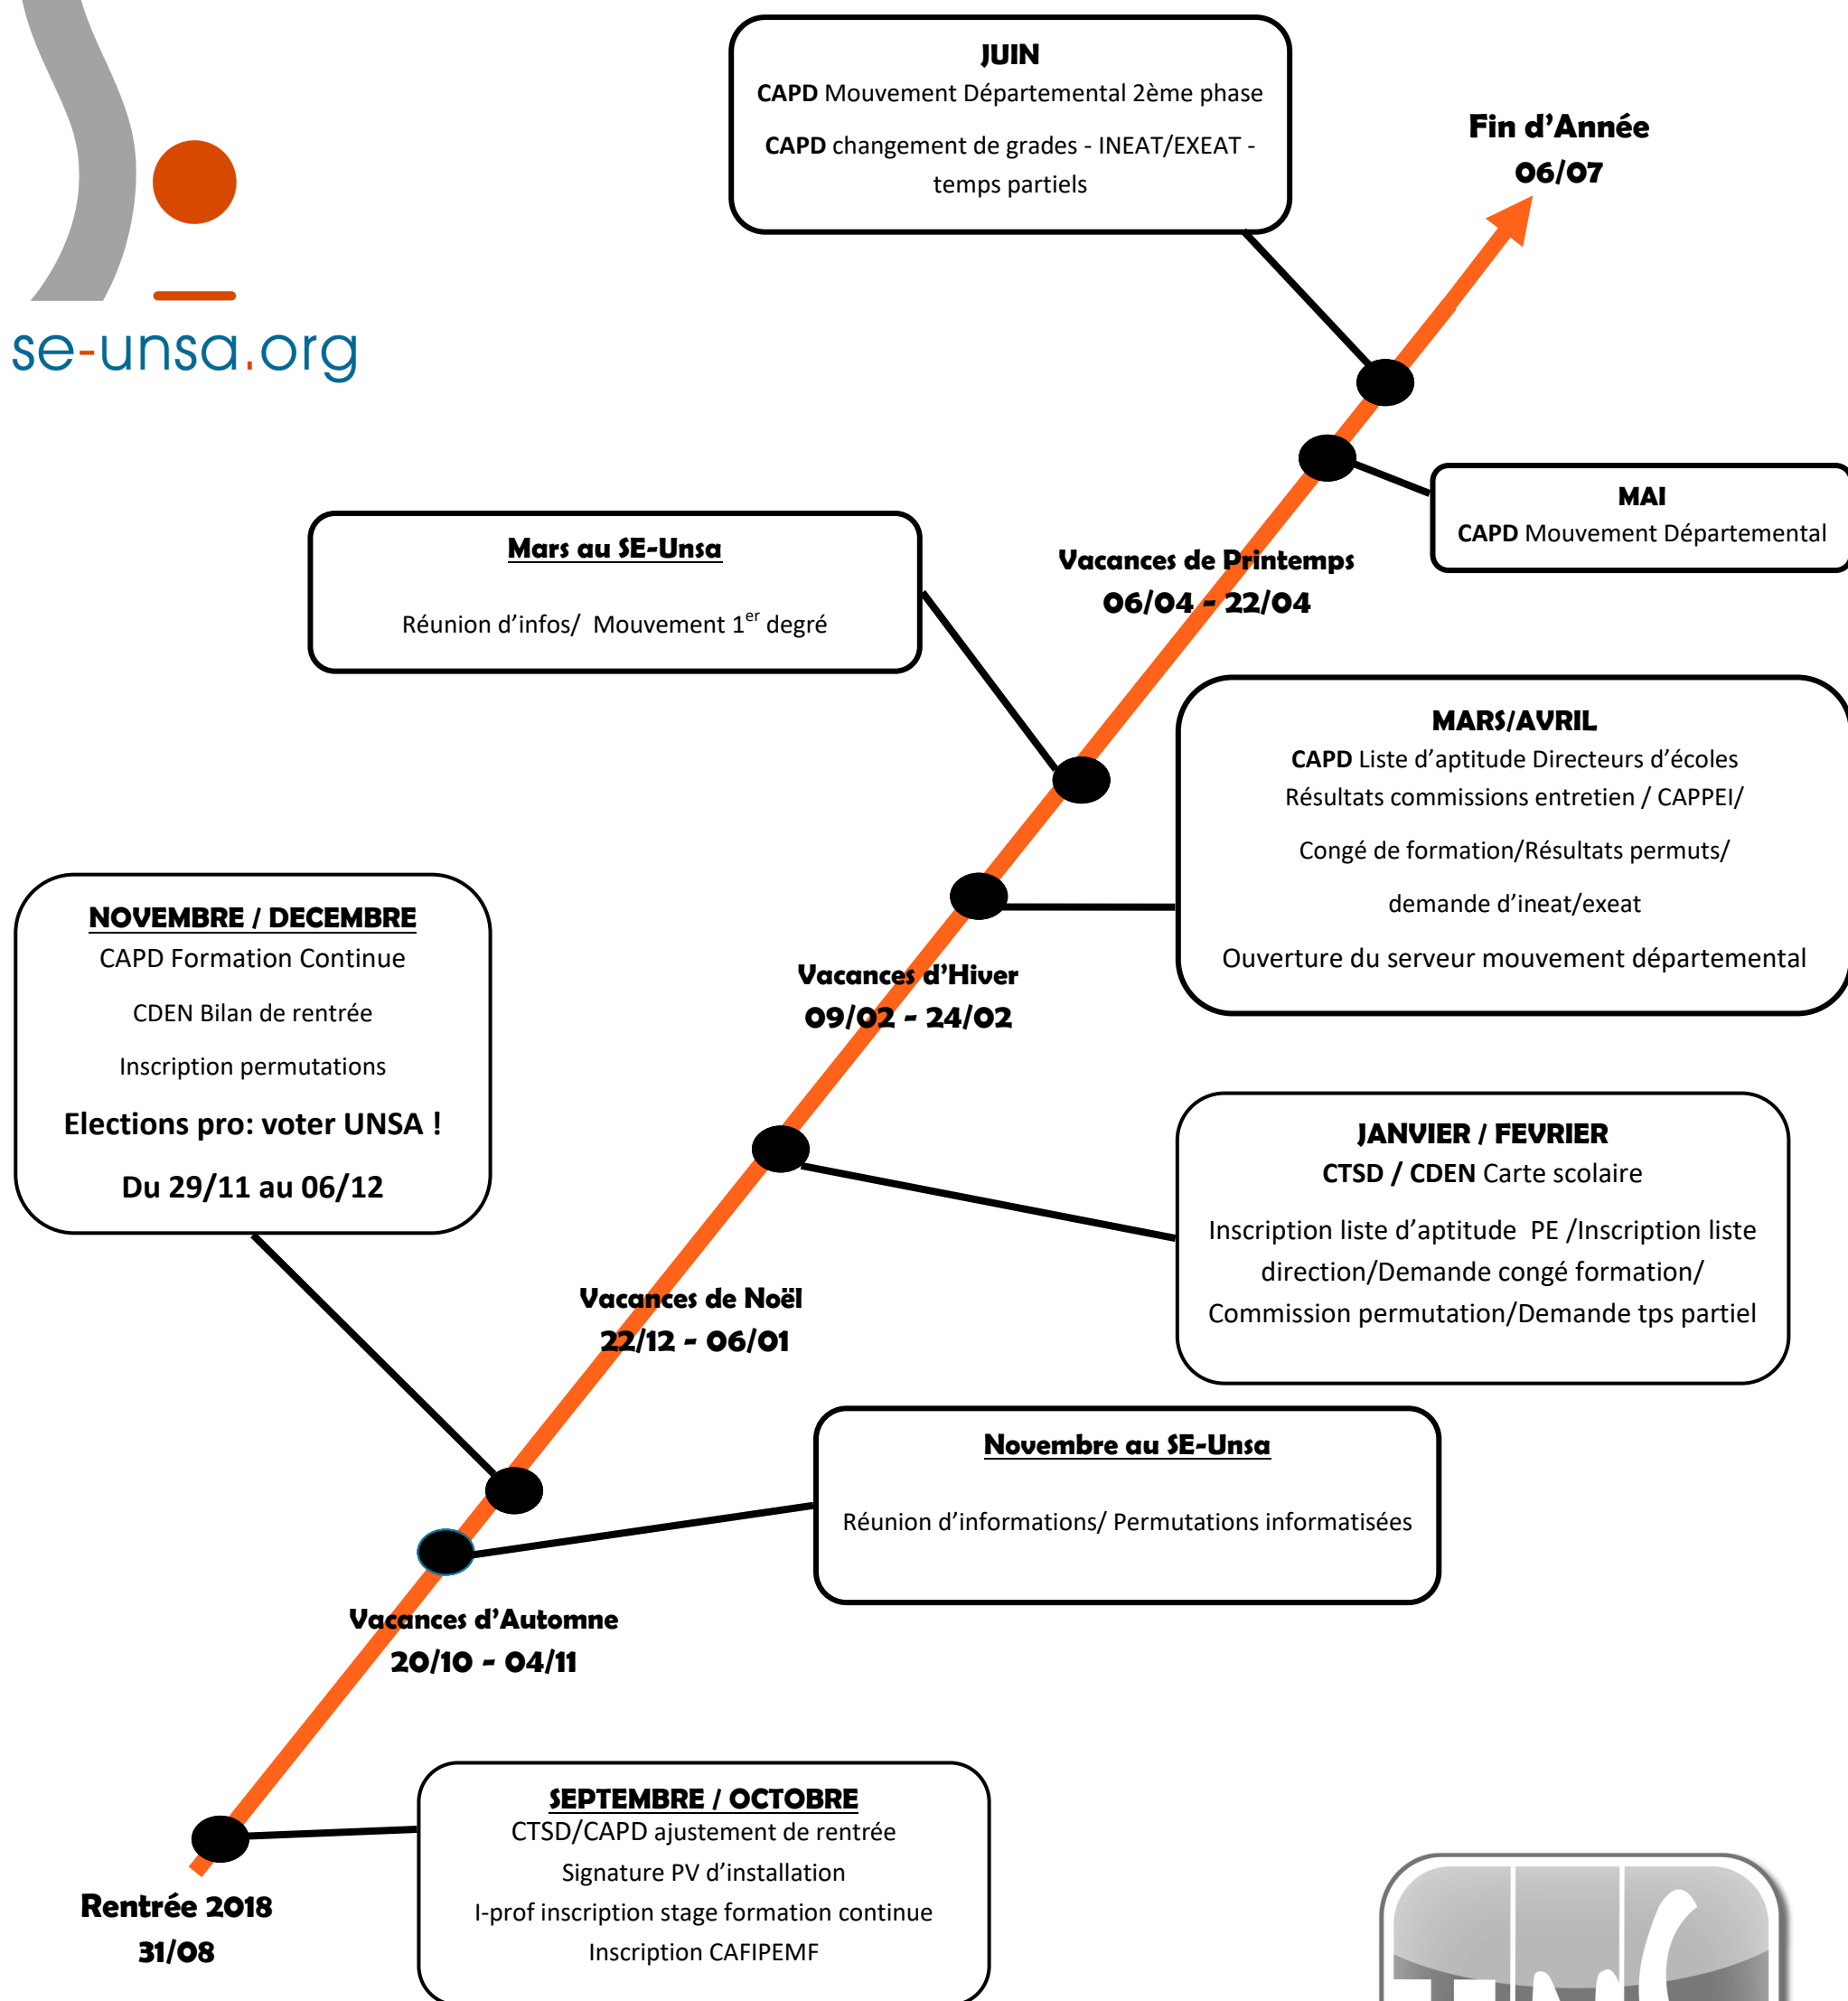 JUIN
CAPD Mouvement Départemental 2ème phase
CAPD changement de grades - INEAT/EXEAT -
temps partiels
Fin d'Année
06/07
se-unsa.org
MAI
CAPD Mouvement Départemental
Mars au SE-Unsa
Réunion d'infos/ Mouvement 1er degré
Vacances de Printemps
06/04 - 22/04
MARS/AVRIL
CAPD Liste d'aptitude Directeurs d'écoles
Résultats commissions entretien / CAPPEI/
Congé de formation/Résultats permuts/
demande d'ineat/exeat
Ouverture du serveur mouvement départemental
NOVEMBRE / DECEMBRE
CAPD Formation Continue
CDEN Bilan de rentrée
Inscription permutations
Elections pro: voter UNSA !
Du 29/11 au 06/12
Vacances d'Hiver
09/02 - 24/02
JANVIER / FEVRIER
CTSD / CDEN Carte scolaire
Inscription liste d'aptitude PE /Inscription liste
direction/Demande congé formation/
Commission permutation/Demande tps partiel
Vacances de Noël
22/12 - 06/01
Novembre au SE-Unsa
Réunion d'informations/ Permutations informatisées
Vacances d'Automne
20/10 - 04/11
SEPTEMBRE / OCTOBRE
CTSD/CAPD ajustement de rentrée
Signature PV d'installation
I-prof inscription stage formation continue
Inscription CAFIPEMF
Rentrée 2018
31/08